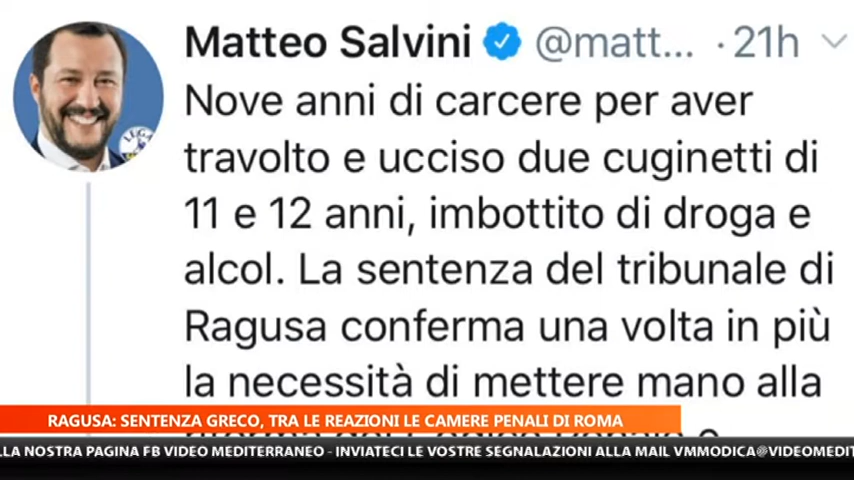 Matteo Salvini @matt... · 21h
Nove anni di carcere per aver
travolto e ucciso due cuginetti di
11 e 12 anni, imbottito di droga e
alcol. La sentenza del tribunale di
Ragusa conferma una volta in più
la necessità di mettere mano alla
LEGA
RAGUSA: SENTENZA GRECO, TRA LE REAZIONI LE CAMERE PENALI DI ROMA
LLA NOSTRA PAGINA FB VIDEO MEDITERRANEO - INVIATECI LE VOSTRE SEGNALAZIONI ALLA MAIL VMMODICA@VIDEOMEDIT